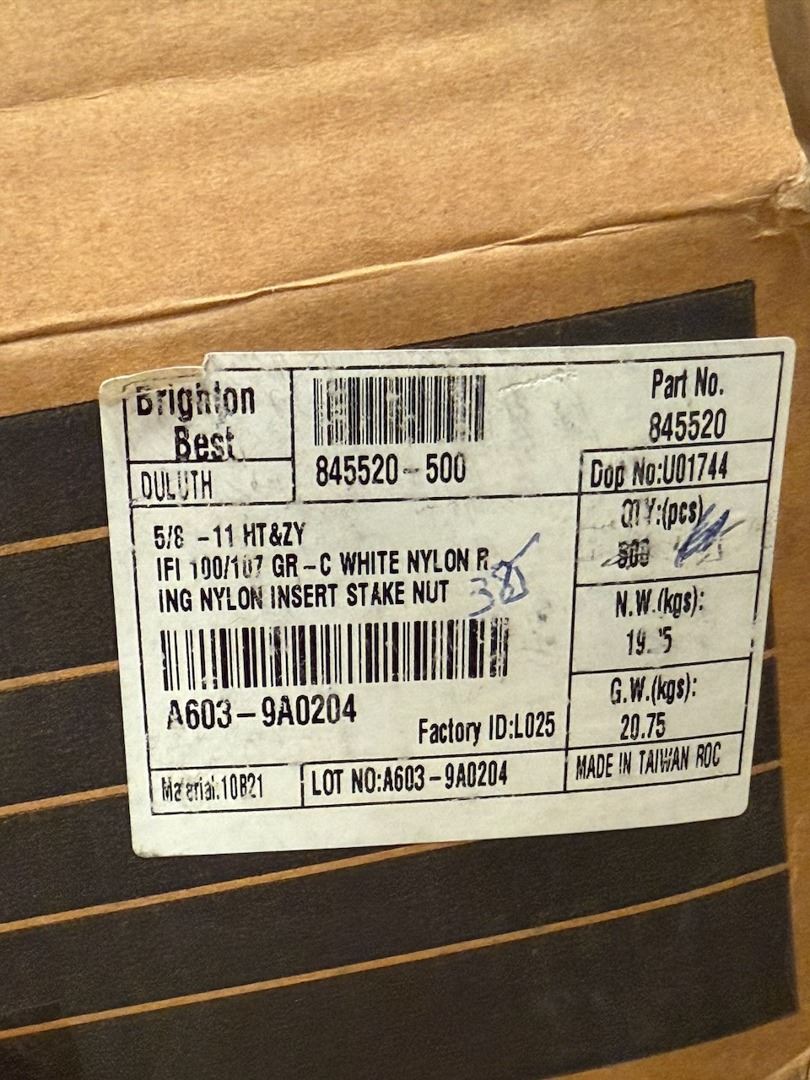 Brighton
Best
DULUTH
845520-500
Part No.
845520
Dop No:U01744
5/8 -11 HT&ZY
IFI 100/107 GR-C WHITE NYLON R
ING NYLON INSERT STAKE NUT
385
QTY:(pcs)
500
N.W.(kgs):
G.W.(kgs):
20.75
A603-9A0204
Factory ID:L025
Material:10B21
LOT NO:A603-9A0204
MADE IN TAIWAN ROC